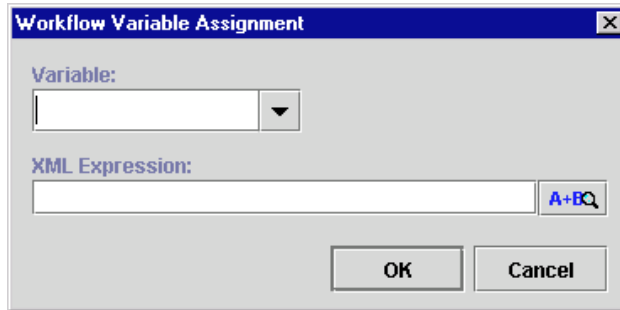 Workflow Variable Assignment
Variable:
XML Expression:
A+B
OK Cancel